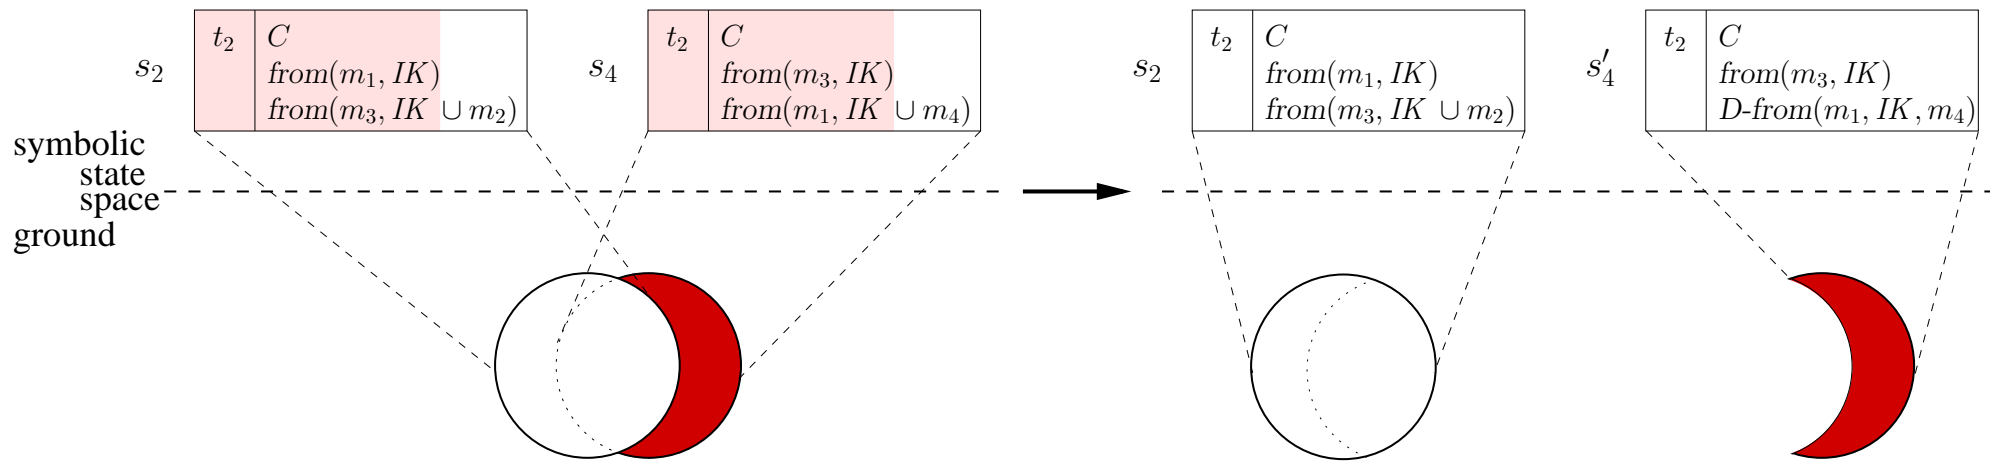 s₂
t₂
C
from(m₁, IK)
from(m₃, IK ∪ m₂)
s₄
t₂
C
from(m₃, IK)
from(m₁, IK ∪ m₄)
s₂
t₂
C
from(m₁, IK)
from(m₃, IK ∪ m₂)
s′₄
t₂
C
from(m₃, IK)
D-from(m₁, IK, m₄)
symbolic
state
space
ground